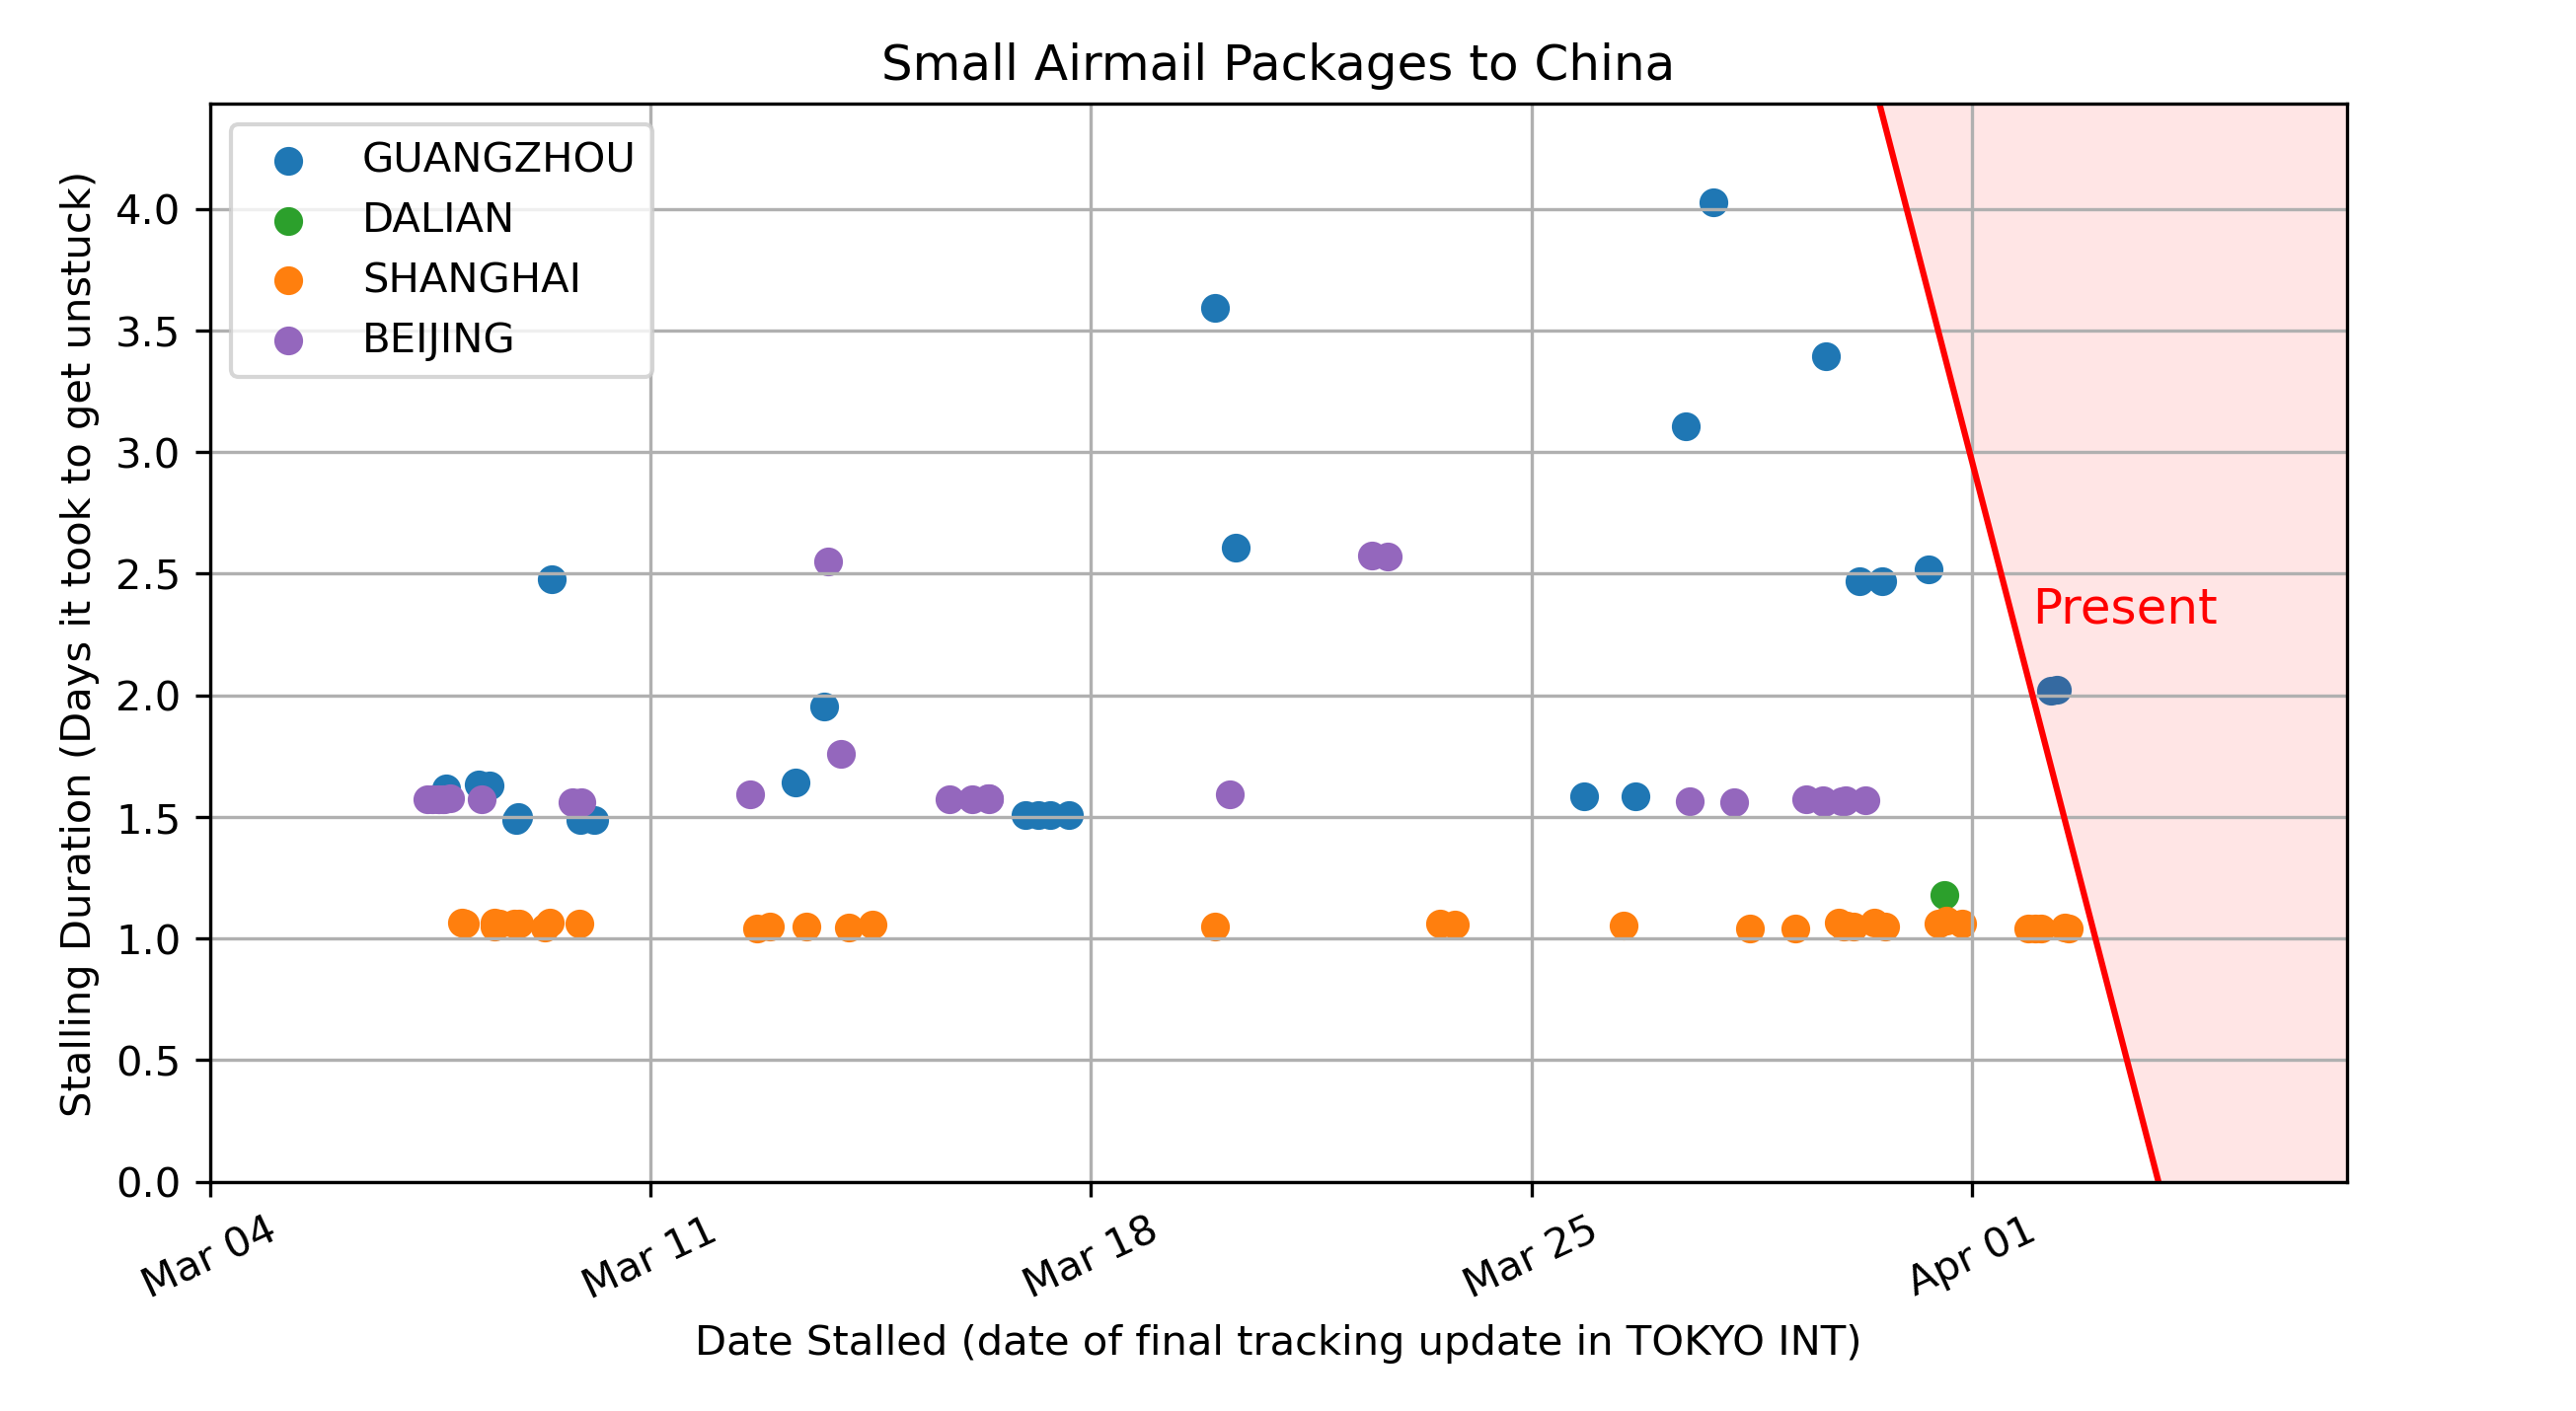 Small Airmail Packages to China
GUANGZHOU
DALIAN
SHANGHAI
BEIJING
Stalling Duration (Days it took to get unstuck)
4.0
3.5
3.0
2.5
2.0
1.5
1.0
0.5
0.0
Present
Mar 04
Mar 11
Mar 18
Mar 25
Apr 01
Date Stalled (date of final tracking update in TOKYO INT)